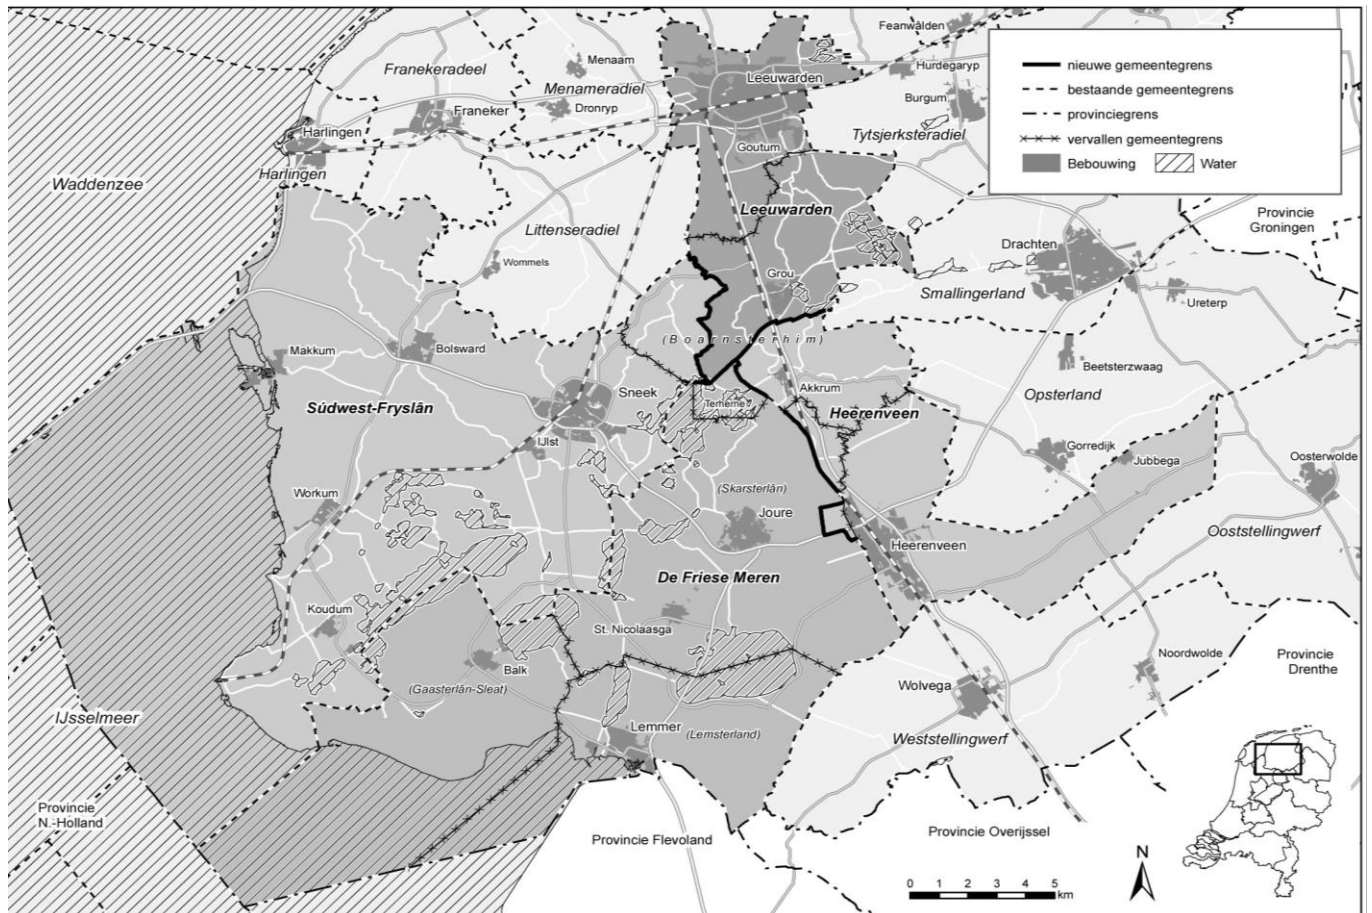 Feanwâlden
nieuwe gemeentegrens
bestaande gemeentegrens
provinciegrens
vervallen gemeentegrens
Bebouwing
Water
Menaam
Franekeradeel
Leeuwarden
Hurdegaryp
Menameradiel
Burgum
Dronryp
Franeker
Harlingen
Tytsjerksteradiel
Goutum
Harlingen
Waddenzee
Leeuwarden
Provincie
Groningen
Littenseradiel
Drachten
Wommels
Grou
Smallingerland
Ureterp
(Boarnsterhim)
Makkum
Bolsward
Beetsterzwaag
Akkrum
Sneek
Terherne
Opsterland
Súdwest-Fryslân
Heerenveen
IJlst
Gorredijk
Jubbega
Oosterwolde
(Skarsterlân)
Workum
Joure
Ooststellingwerf
Heerenveen
De Friese Meren
Koudum
St. Nicolaasga
Noordwolde
Provincie
Drenthe
Balk
Wolvega
(Gaasterlân-Sleat)
IJsselmeer
Lemmer
(Lemsterland)
Weststellingwerf
Provincie
N.-Holland
Provincie Flevoland
Provincie Overijssel
N
0 1 2 3 4 5
km